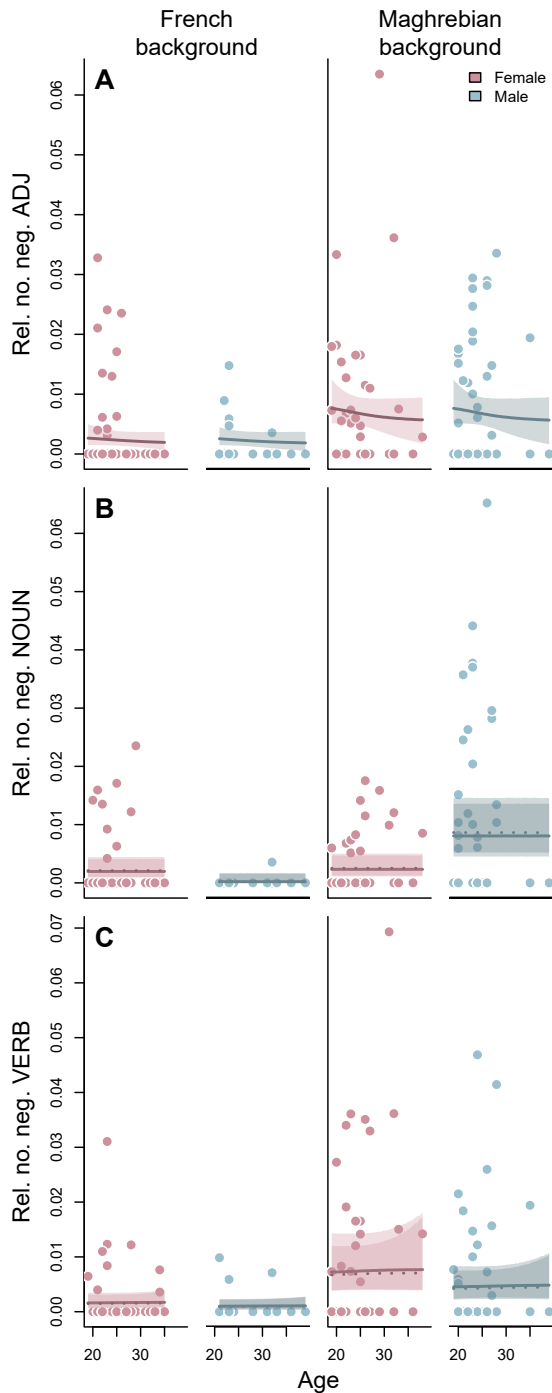 French background
Maghrebian background
A
Female
Male
Rel. no. neg. ADJ
0.06
0.05
0.04
0.03
0.02
0.01
0.00
B
Rel. no. neg. NOUN
0.06
0.05
0.04
0.03
0.02
0.01
0.00
C
Rel. no. neg. VERB
0.07
0.06
0.05
0.04
0.03
0.02
0.01
0.00
20 30 20 30 20 30 20 30
Age